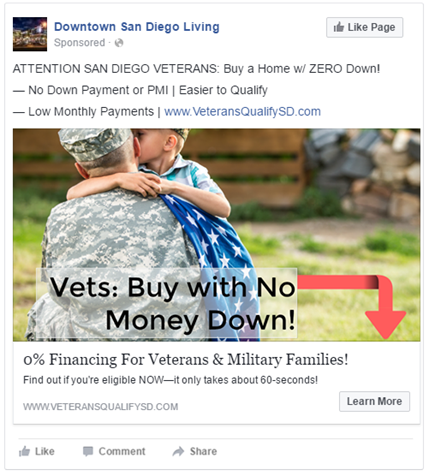 Downtown San Diego Living
Like Page
Sponsored ·
ATTENTION SAN DIEGO VETERANS: Buy a Home w/ ZERO Down!
— No Down Payment or PMI | Easier to Qualify
— Low Monthly Payments | www.VeteransQualifySD.com
Vets: Buy with No
Money Down!
0% Financing For Veterans & Military Families!
Find out if you're eligible NOW—it only takes about 60-seconds!
WWW.VETERANSQUALIFYSD.COM
Learn More
Like Comment Share